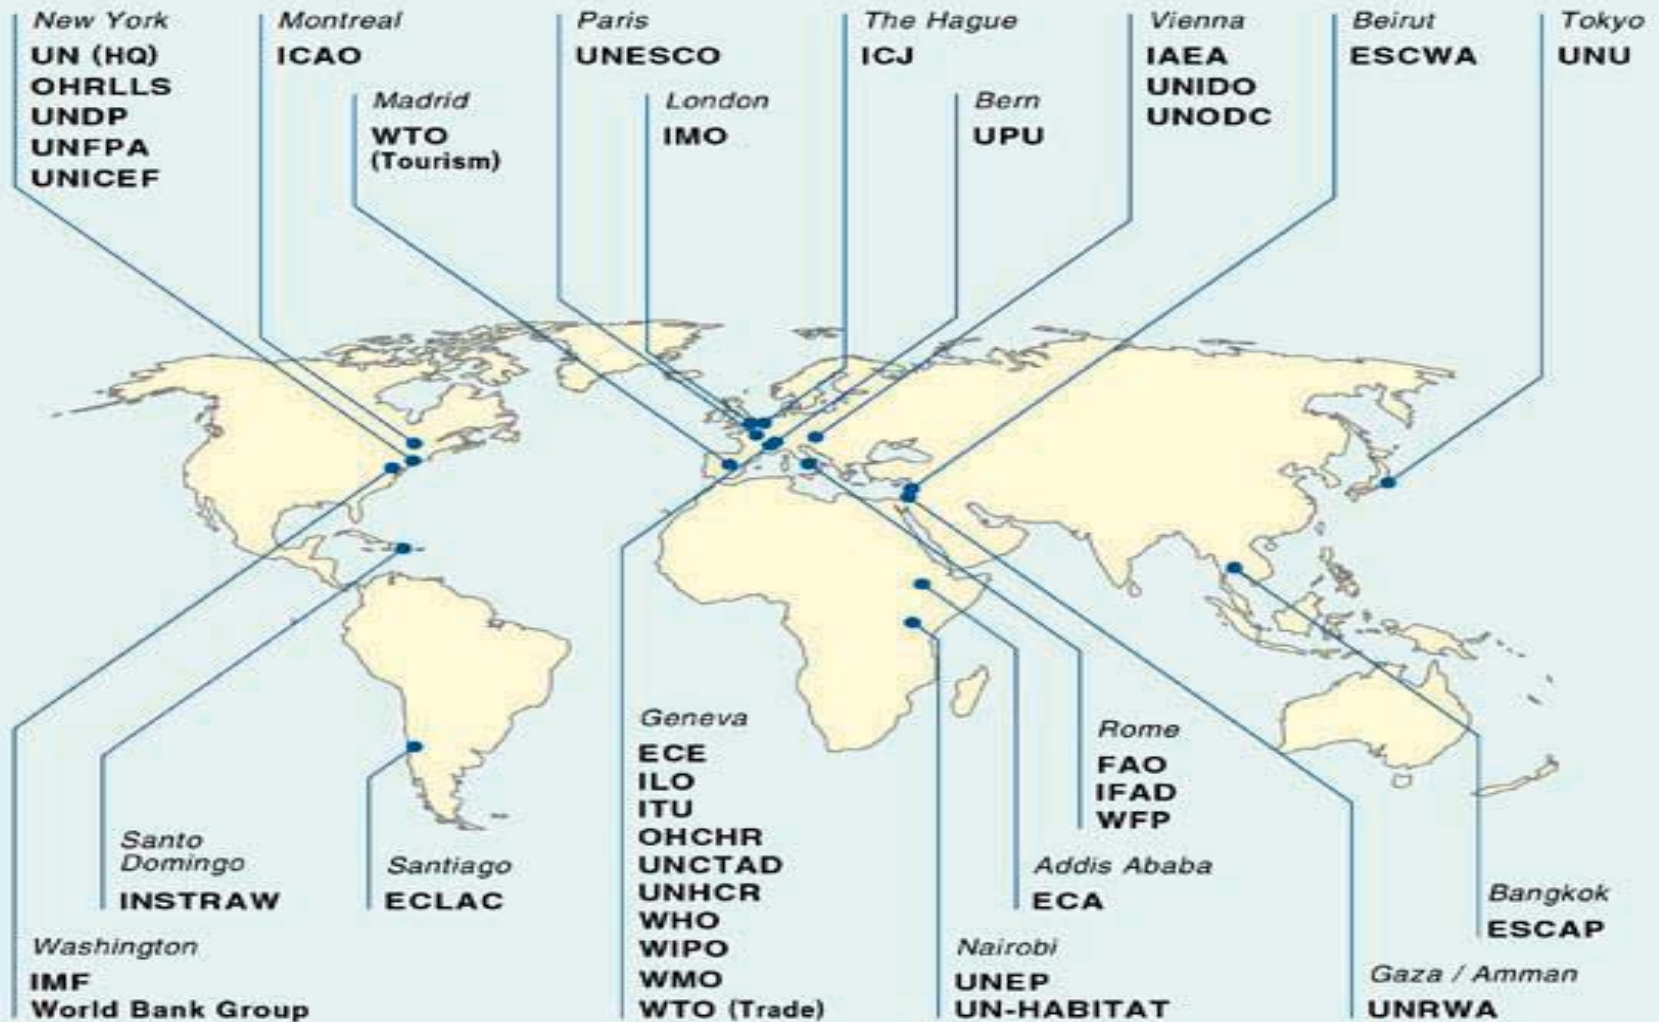 New York
UN (HQ)
OHRLLS
UNDP
UNFPA
UNICEF
Montreal
ICAO
Madrid
WTO
(Tourism)
Paris
UNESCO
London
IMO
The Hague
ICJ
Bern
UPU
Vienna
IAEA
UNIDO
UNODC
Beirut
ESCWA
Tokyo
UNU
Washington
IMF
World Bank Group
Santo
Domingo
INSTRAW
Santiago
ECLAC
Geneva
ECE
ILO
ITU
OHCHR
UNCTAD
UNHCR
WHO
WIPO
WMO
WTO (Trade)
Nairobi
UNEP
UN-HABITAT
Addis Ababa
ECA
Rome
FAO
IFAD
WFP
Gaza / Amman
UNRWA
Bangkok
ESCAP